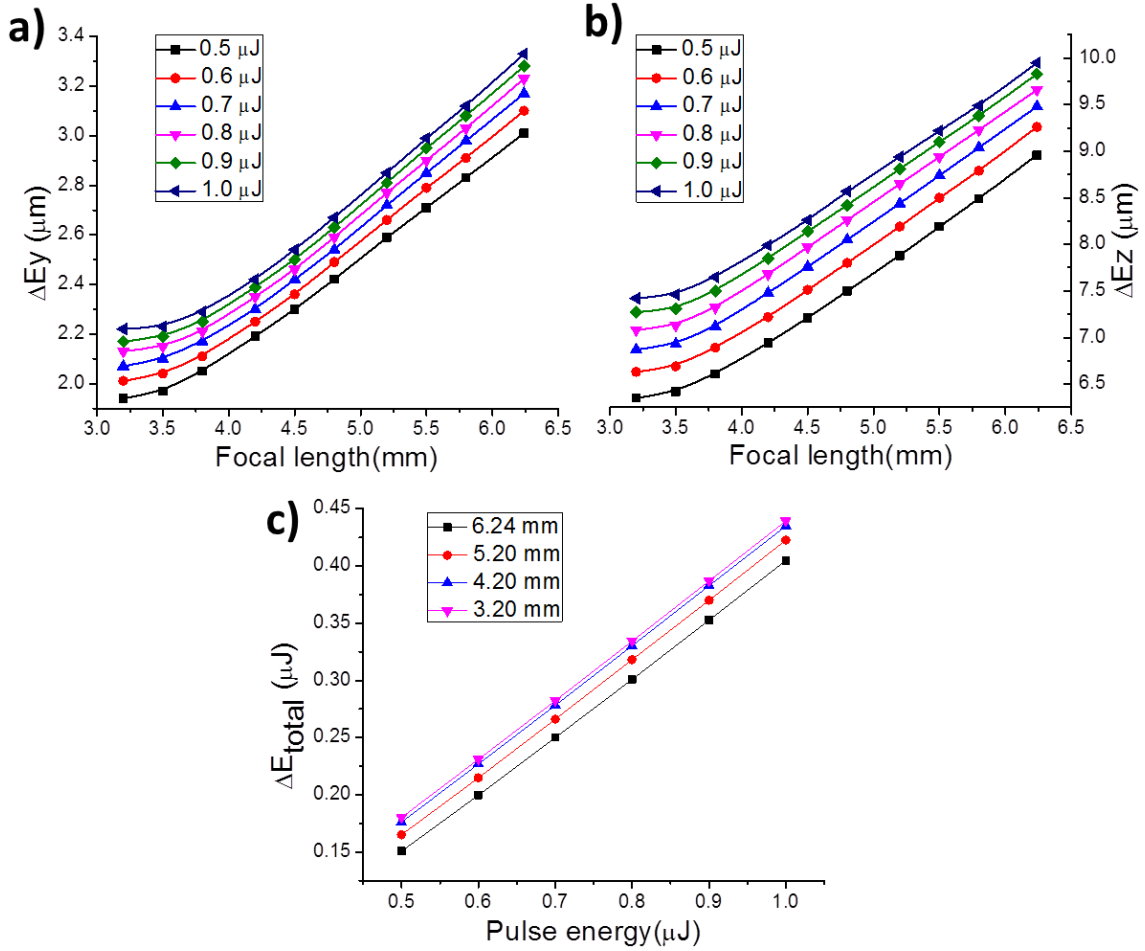 a)
3.4
3.2
3.0
2.8
2.6
2.4
2.2
2.0
ΔEy (μm)
0.5 μJ
0.6 μJ
0.7 μJ
0.8 μJ
0.9 μJ
1.0 μJ
3.0 3.5 4.0 4.5 5.0 5.5 6.0 6.5
Focal length(mm)
b)
0.5 μJ
0.6 μJ
0.7 μJ
0.8 μJ
0.9 μJ
1.0 μJ
10.0
9.5
9.0
8.5
8.0
7.5
7.0
6.5
ΔEz (μm)
3.0 3.5 4.0 4.5 5.0 5.5 6.0 6.5
Focal length(mm)
c)
0.45
0.40
0.35
0.30
0.25
0.20
0.15
ΔEtotal (μJ)
6.24 mm
5.20 mm
4.20 mm
3.20 mm
0.5 0.6 0.7 0.8 0.9 1.0
Pulse energy(μJ)